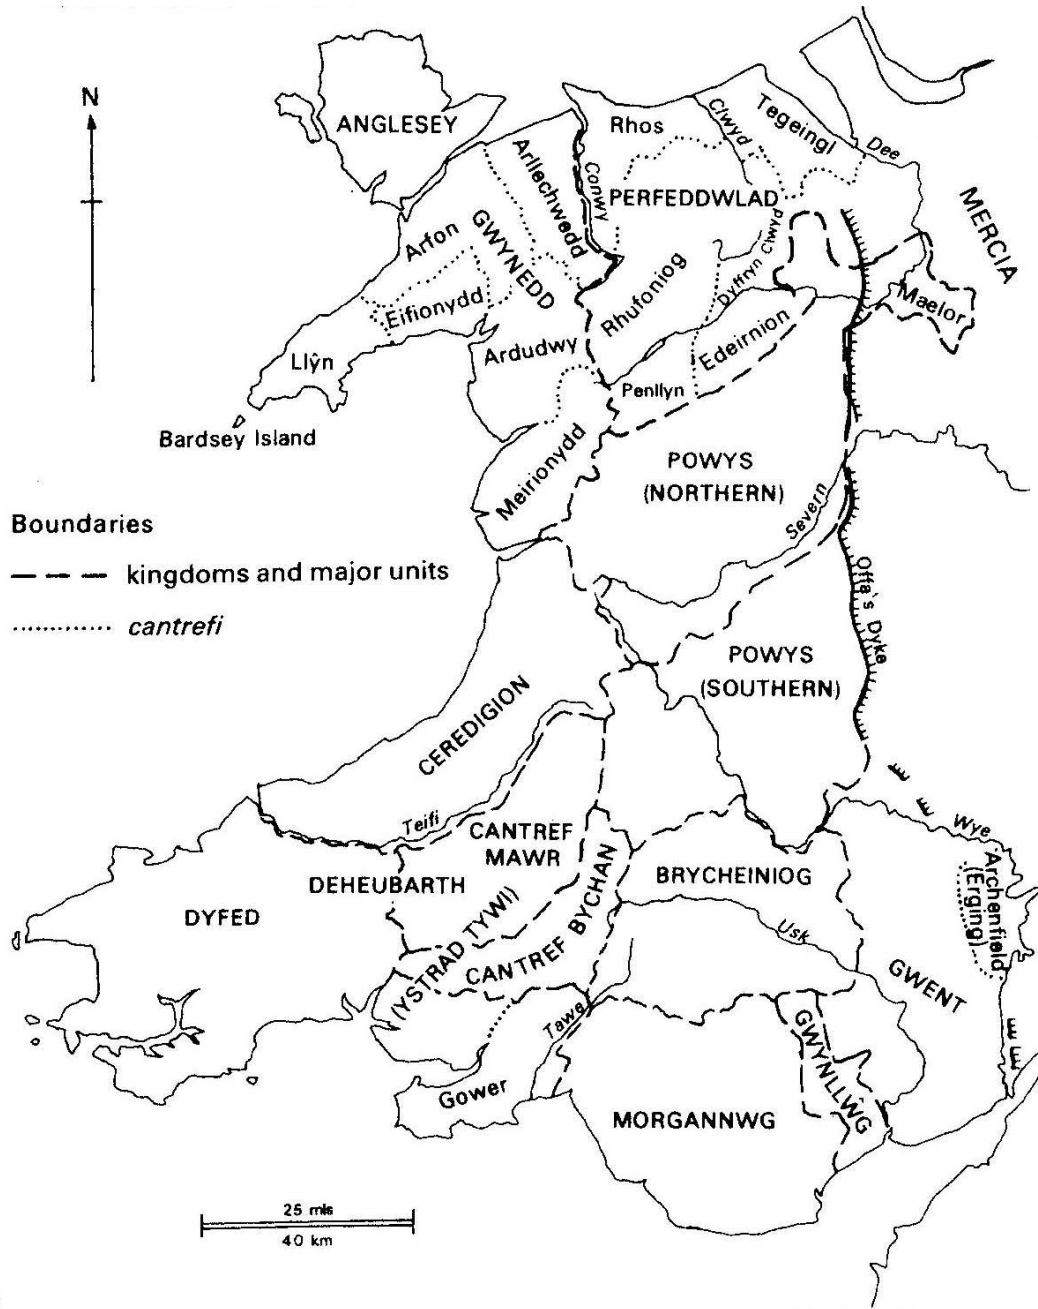 N
ANGLESEY
Rhos
Clwyd
Tegeingl
Dee
Arllechwedd
Conwy
PERFEDDWLAD
MERCIA
Arfon
GWYNEDD
Dyffryn Clwyd
Eifionydd
Rhufoniog
Maelor
Llŷn
Ardudwy
Edeirnion
Penllyn
Bardsey Island
Meirionydd
POWYS
(NORTHERN)
Severn
Boundaries
kingdoms and major units
cantrefi
Offa's Dyke
POWYS
(SOUTHERN)
CEREDIGION
Teifi
CANTREF
MAWR
Wye
DEHEUBARTH
BRYCHEINIOG
Archenfield
(Erging)
DYFED
(YSTRAD TYWI)
CANTREF BYCHAN
Usk
GWENT
Tawe
GWYNLLWG
Gower
MORGANNWG
25 mls
40 km